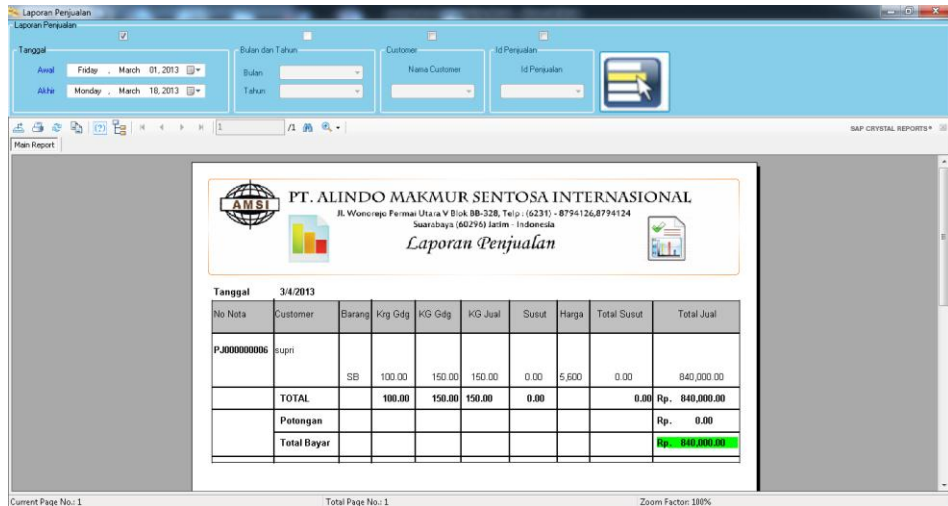 Laporan Penjualan
Laporan Penjualan
Tanggal
Awal Friday , March 01, 2013
Akhir Monday , March 18, 2013
Bulan dan Tahun
Bulan
Tahun
Customer
Nama Customer
Id Penjualan
Id Penjualan
1 /1
SAP CRYSTAL REPORTS®
Main Report
AMSI
PT. ALINDO MAKMUR SENTOSA INTERNASIONAL
Jl. Wonorejo Permai Utara V Blok BB-328, Telp : (6231) - 8794126,8794124
Suarabaya (60296) Jatim - Indonesia
Laporan Penjualan
Tanggal 3/4/2013
No Nota Customer Barang Krg Gdg KG Gdg KG Jual Susut Harga Total Susut Total Jual
PJ000000006 supri
SB 100.00 150.00 150.00 0.00 5,600 0.00 840,000.00
TOTAL 100.00 150.00 150.00 0.00 0.00 Rp. 840,000.00
Potongan Rp. 0.00
Total Bayar Rp. 840,000.00
Current Page No.: 1 Total Page No.: 1 Zoom Factor: 100%